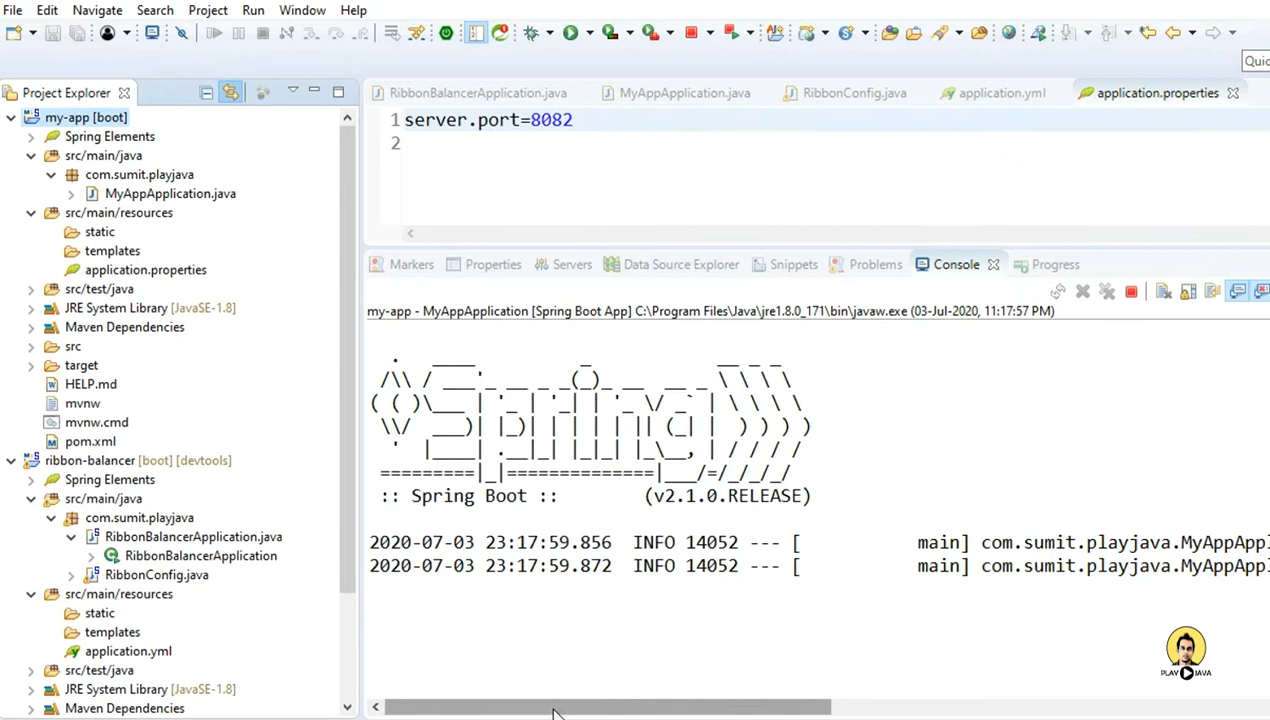 File Edit Navigate Search Project Run Window Help
Quic
Project Explorer
RibbonBalancerApplication.java MyAppApplication.java RibbonConfig.java application.yml application.properties
my-app [boot]
Spring Elements
src/main/java
com.sumit.playjava
MyAppApplication.java
src/main/resources
static
templates
application.properties
src/test/java
JRE System Library [JavaSE-1.8]
Maven Dependencies
src
target
HELP.md
mvnw
mvnw.cmd
pom.xml
ribbon-balancer [boot] [devtools]
Spring Elements
src/main/java
com.sumit.playjava
RibbonBalancerApplication.java
RibbonBalancerApplication
RibbonConfig.java
src/main/resources
static
templates
application.yml
src/test/java
JRE System Library [JavaSE-1.8]
Maven Dependencies
1 server.port=8082
2
Markers Properties Servers Data Source Explorer Snippets Problems Console Progress
my-app - MyAppApplication [Spring Boot App] C:\Program Files\Java\jre1.8.0_171\bin\javaw.exe (03-Jul-2020, 11:17:57 PM)
Spring
:: Spring Boot :: (v2.1.0.RELEASE)
2020-07-03 23:17:59.856 INFO 14052 --- [ main] com.sumit.playjava.MyAppAppl
2020-07-03 23:17:59.872 INFO 14052 --- [ main] com.sumit.playjava.MyAppAppl
PLAY JAVA